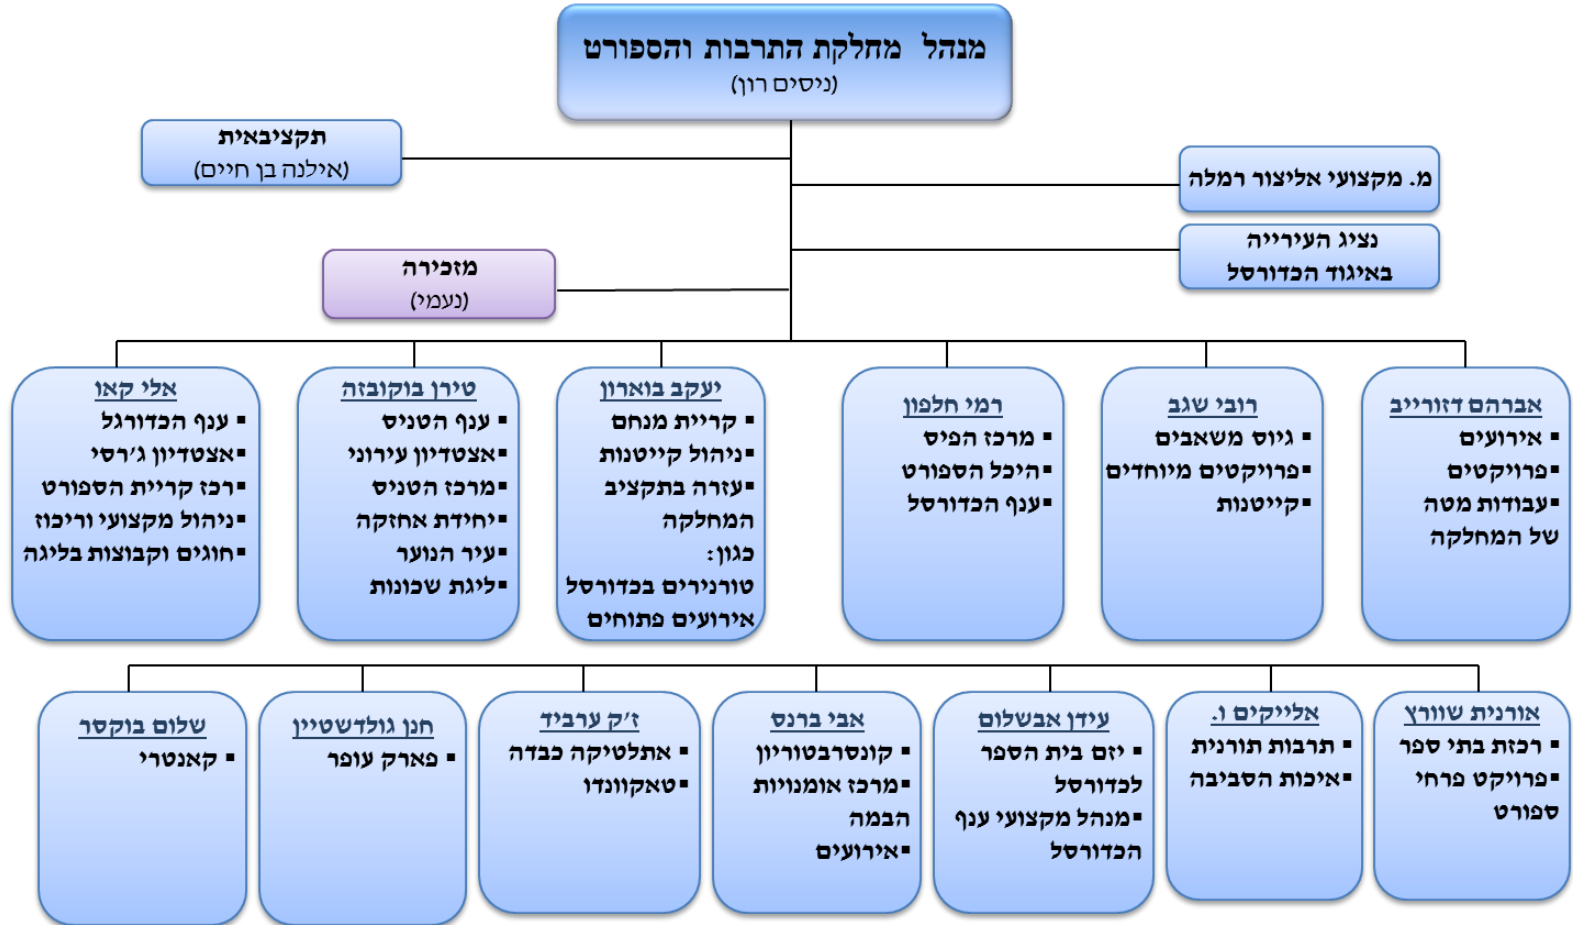 מנהל מחלקת התרבות והספורט
(ניסים רון)
תקציבאית
(אילנה בן חיים)
מ. מקצועי אליצור רמלה
נציג העירייה
באיגוד הכדורסל
מזכירה
(נעמי)
אברהם דזורייב
▪ אירועים
▪פרויקטים
▪עבודות מטה
של המחלקה
רובי שגב
▪ גיוס משאבים
▪פרויקטים מיוחדים
▪קייטנות
רמי חלפון
▪ מרכז הפיס
▪היכל הספורט
▪ענף הכדורסל
יעקב בוארון
▪ קריית מנחם
▪ניהול קייטנות
▪עזרה בתקציב
המחלקה
כגון:
טורנירים בכדורסל
אירועים פתוחים
טירן בוקובזה
▪ ענף הטניס
▪אצטדיון עירוני
▪מרכז הטניס
▪יחידת אחזקה
▪עיר הנוער
▪ליגת שכונות
אלי קאו
▪ ענף הכדורגל
▪אצטדיון ג'רסי
▪רכז קריית הספורט
▪ניהול מקצועי וריכוז
▪חוגים וקבוצות בליגה
אורנית שוורץ
▪ רכזת בתי ספר
▪פרויקט פרחי
ספורט
אלייקים ו.
▪ תרבות תורנית
▪איכות הסביבה
עידן אבשלום
▪ יזם בית הספר
לכדורסל
▪מנהל מקצועי ענף
הכדורסל
אבי ברנס
▪ קונסרבטוריון
▪מרכז אומנויות
הבמה
▪אירועים
ז'ק ערביד
▪ אתלטיקה כבדה
▪טאקוונדו
חנן גולדשטיין
▪ פארק עופר
שלום בוקסר
▪ קאנטרי